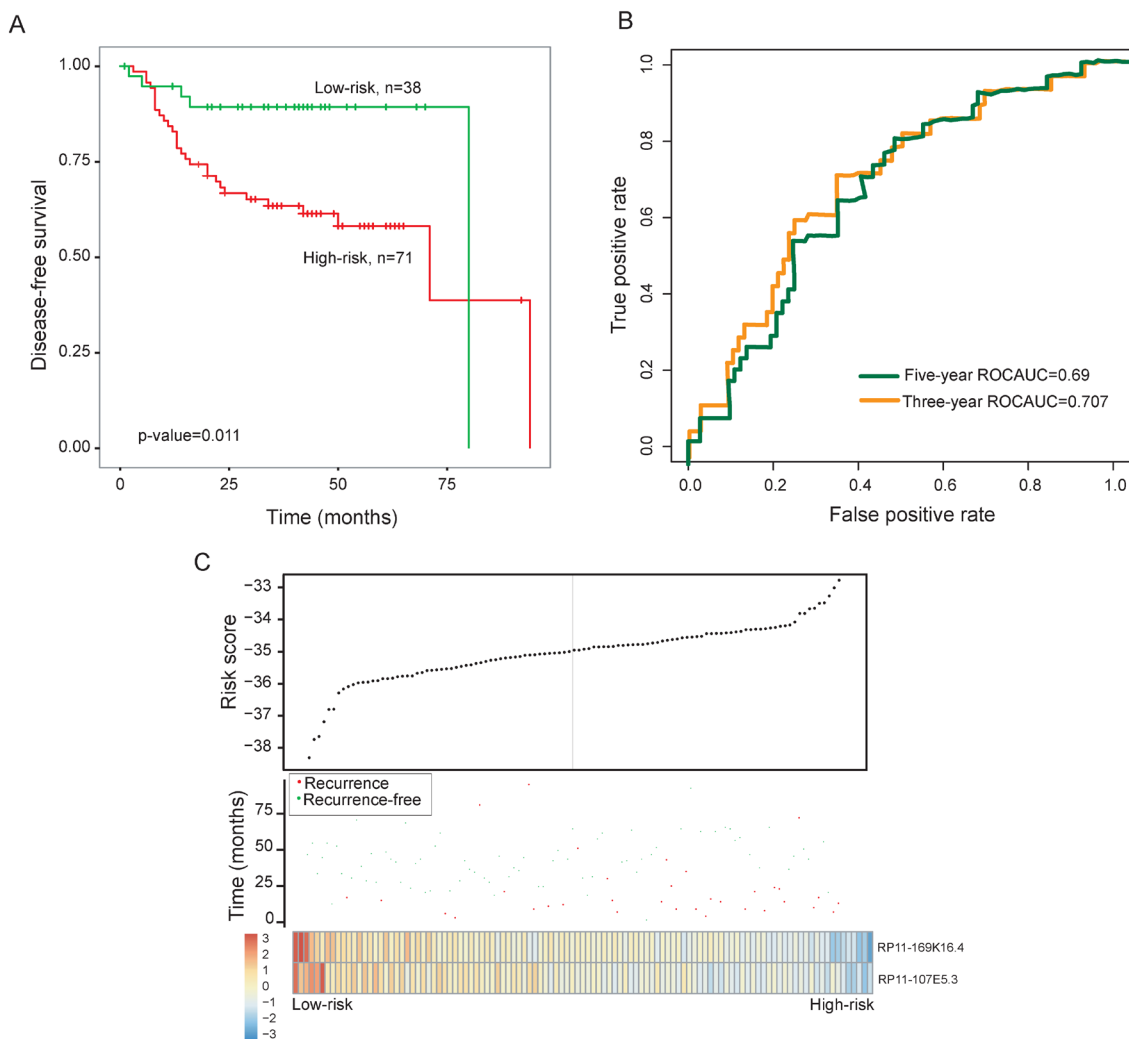 A
Disease-free survival
1.00
0.75
0.50
0.25
0.00
Low-risk, n=38
High-risk, n=71
p-value=0.011
0
25
50
75
Time (months)
B
True positive rate
1.0
0.8
0.6
0.4
0.2
0.0
Five-year ROCAUC=0.69
Three-year ROCAUC=0.707
0.0
0.2
0.4
0.6
0.8
1.0
False positive rate
C
Risk score
−33
−34
−35
−36
−37
−38
Recurrence
Recurrence-free
Time (months)
75
50
25
0
3
2
1
0
−1
−2
2
−3
RP11-169K16.4
RP11-107E5.3
Low-risk
High-risk